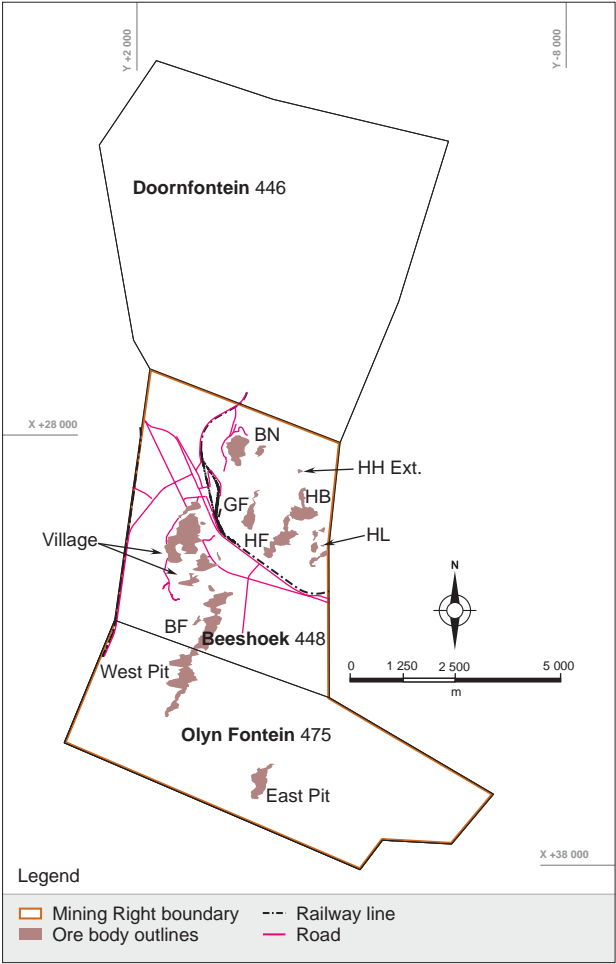 Y +2 000
Y -8 000
Doornfontein 446
X +28 000
BN
HH Ext.
HB
GF
HF
HL
Village
N
BF
Beeshoek 448
West Pit
0 1 250 2 500 5 000
m
Olyn Fontein 475
East Pit
X +38 000
Legend
Mining Right boundary Railway line
Ore body outlines Road